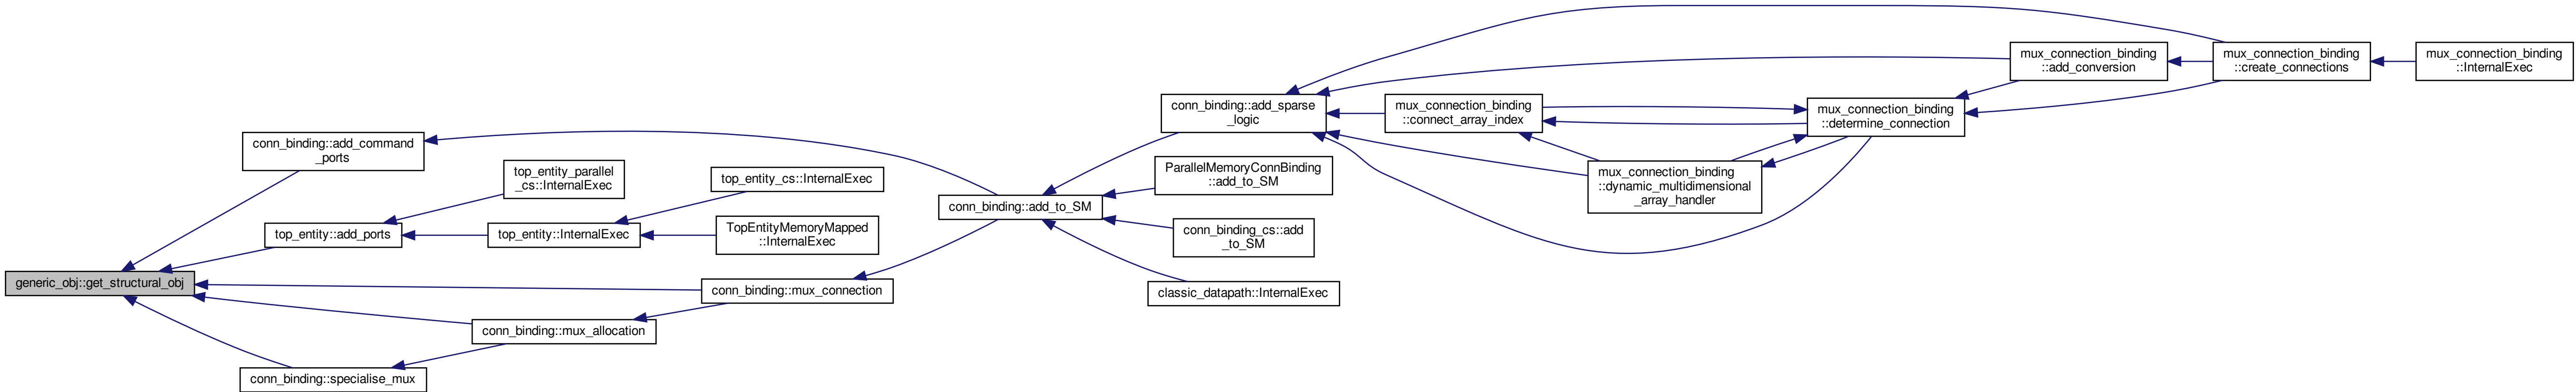 generic_obj::get_structural_obj
conn_binding::add_command
_ports
top_entity::add_ports
top_entity_parallel
_cs::InternalExec
top_entity::InternalExec
top_entity_cs::InternalExec
TopEntityMemoryMapped
::InternalExec
conn_binding::mux_connection
conn_binding::mux_allocation
conn_binding::specialise_mux
conn_binding::add_to_SM
conn_binding::add_sparse
_logic
ParallelMemoryConnBinding
::add_to_SM
conn_binding_cs::add
_to_SM
classic_datapath::InternalExec
mux_connection_binding
::connect_array_index
mux_connection_binding
::dynamic_multidimensional
_array_handler
mux_connection_binding
::determine_connection
mux_connection_binding
::add_conversion
mux_connection_binding
::create_connections
mux_connection_binding
::InternalExec